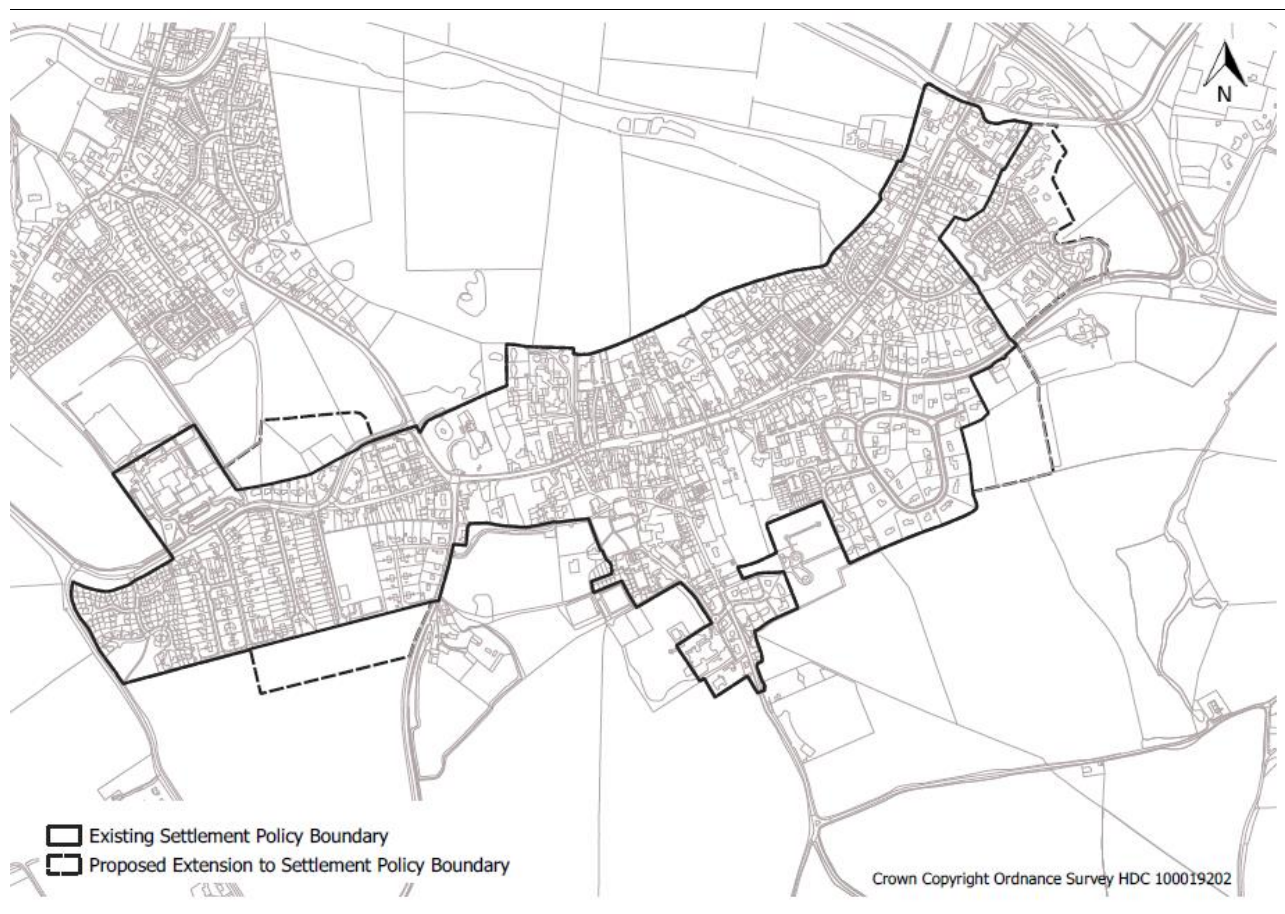 N
Existing Settlement Policy Boundary
Proposed Extension to Settlement Policy Boundary
Crown Copyright Ordnance Survey HDC 100019202